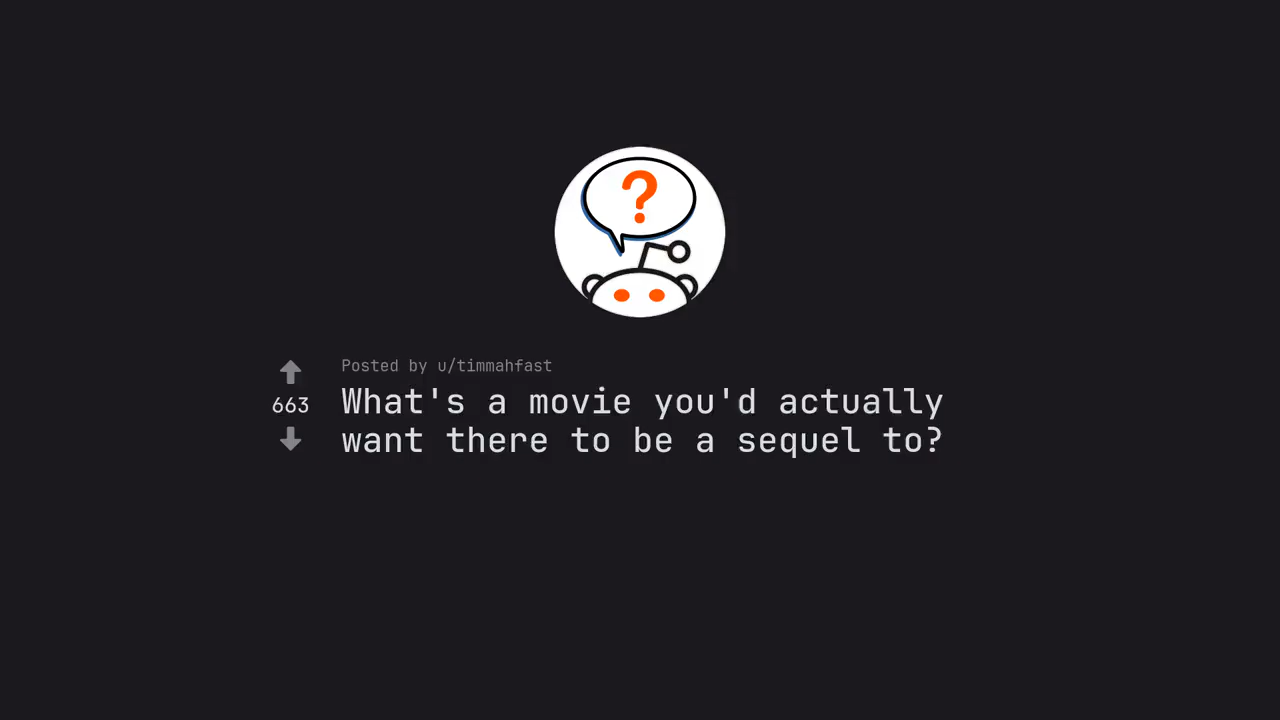 ?
Posted by u/timmahfast
663
What's a movie you'd actually
want there to be a sequel to?